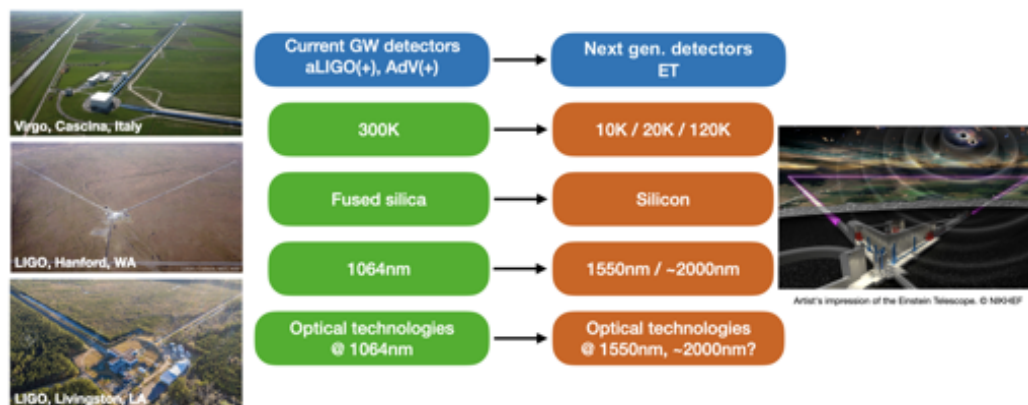 Virgo, Cascina, Italy
LIGO, Hanford, WA
LIGO, Livingston, LA
Current GW detectors
aLIGO(+), AdV(+)
Next gen. detectors
ET
300K
10K / 20K / 120K
Fused silica
Silicon
1064nm
1550nm / ~2000nm
Optical technologies
@ 1064nm
Optical technologies
@ 1550nm, ~2000nm?
Artist's impression of the Einstein Telescope. © NIKHEF